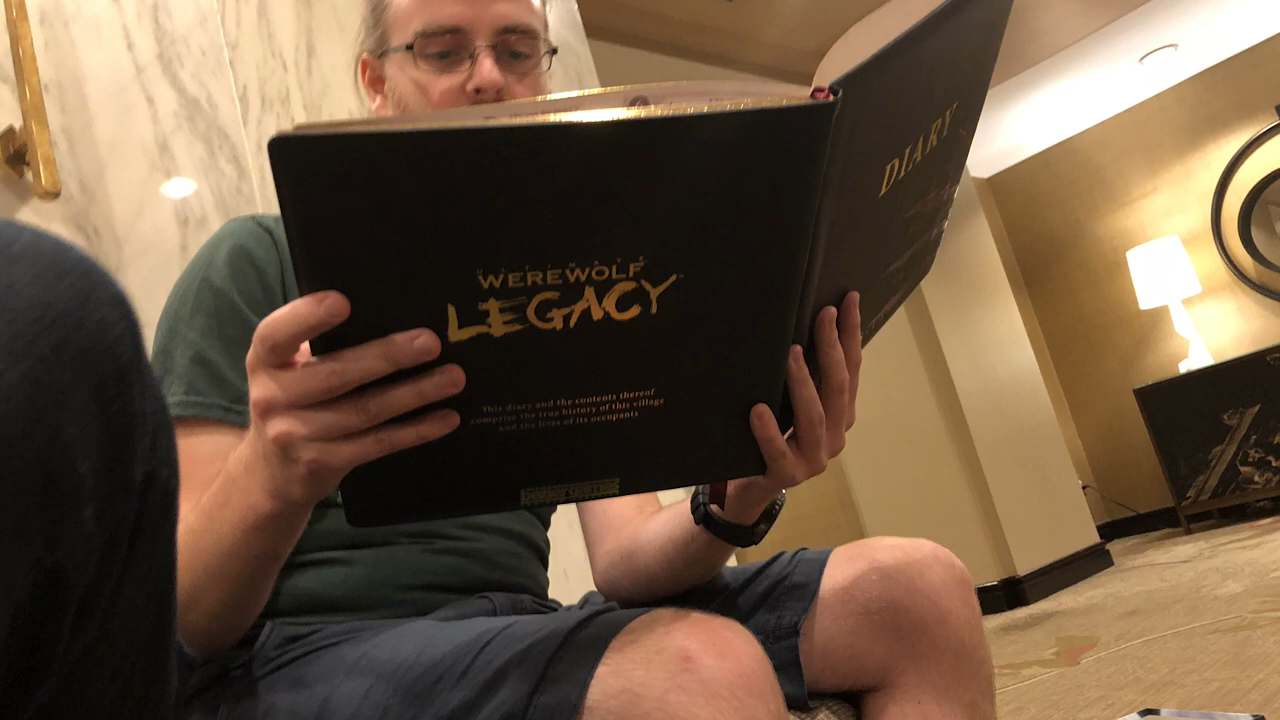 ULTIMATE
WEREWOLF
LEGACY
This diary and the contents thereof
comprise the true history of this village
and the lives of its occupants
DIARY